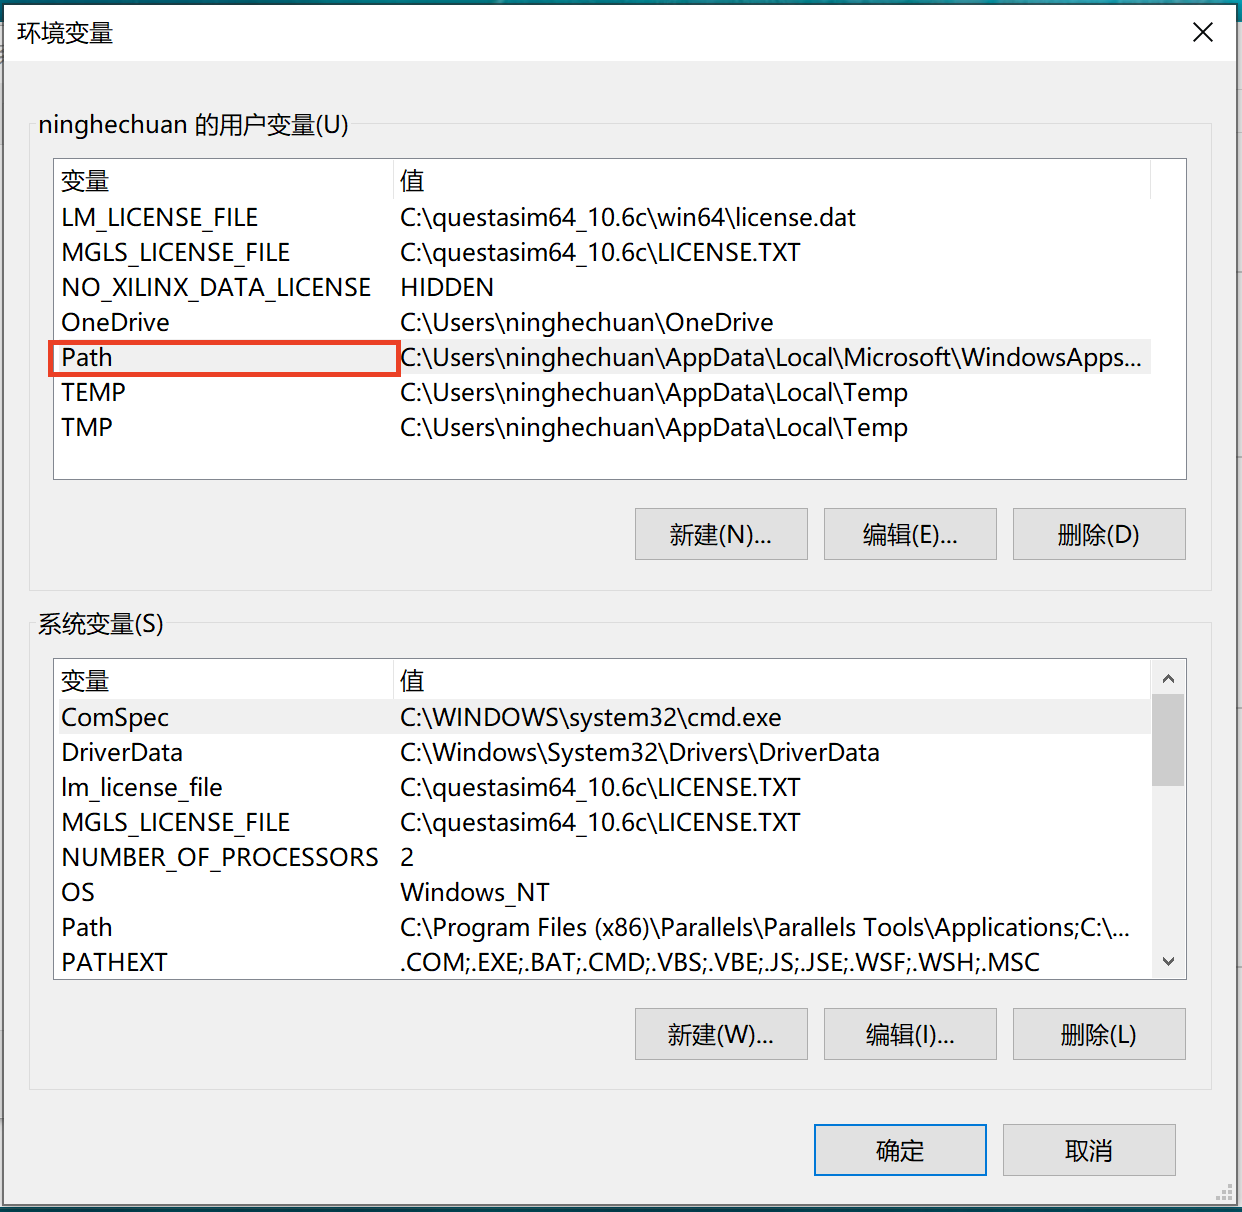 环境变量
ninghechuan 的用户变量(U)
变量 值
LM_LICENSE_FILE C:\questasim64_10.6c\win64\license.dat
MGLS_LICENSE_FILE C:\questasim64_10.6c\LICENSE.TXT
NO_XILINX_DATA_LICENSE HIDDEN
OneDrive C:\Users\ninghechuan\OneDrive
Path C:\Users\ninghechuan\AppData\Local\Microsoft\WindowsApps...
TEMP C:\Users\ninghechuan\AppData\Local\Temp
TMP C:\Users\ninghechuan\AppData\Local\Temp
新建(N)... 编辑(E)... 删除(D)
系统变量(S)
变量 值
ComSpec C:\WINDOWS\system32\cmd.exe
DriverData C:\Windows\System32\Drivers\DriverData
lm_license_file C:\questasim64_10.6c\LICENSE.TXT
MGLS_LICENSE_FILE C:\questasim64_10.6c\LICENSE.TXT
NUMBER_OF_PROCESSORS 2
OS Windows_NT
Path C:\Program Files (x86)\Parallels\Parallels Tools\Applications;C:\...
PATHEXT .COM;.EXE;.BAT;.CMD;.VBS;.VBE;.JS;.JSE;.WSF;.WSH;.MSC
新建(W)... 编辑(I)... 删除(L)
确定 取消